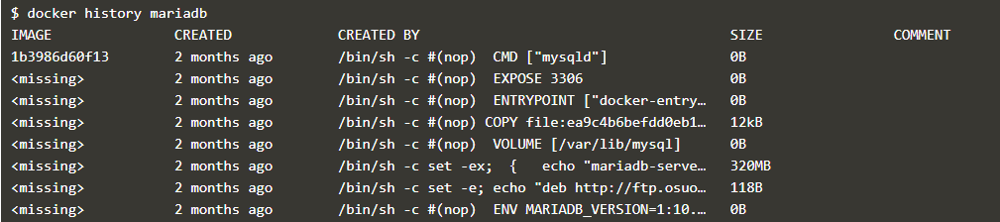 $ docker history mariadb
IMAGE CREATED CREATED BY SIZE COMMENT
1b3986d60f13 2 months ago /bin/sh -c #(nop) CMD ["mysqld"] 0B
<missing> 2 months ago /bin/sh -c #(nop) EXPOSE 3306 0B
<missing> 2 months ago /bin/sh -c #(nop) ENTRYPOINT ["docker-entry… 0B
<missing> 2 months ago /bin/sh -c #(nop) COPY file:ea9c4b6befdd0eb1… 12kB
<missing> 2 months ago /bin/sh -c #(nop) VOLUME [/var/lib/mysql] 0B
<missing> 2 months ago /bin/sh -c set -ex; { echo "mariadb-serve… 320MB
<missing> 2 months ago /bin/sh -c set -e; echo "deb http://ftp.osuo… 118B
<missing> 2 months ago /bin/sh -c #(nop) ENV MARIADB_VERSION=1:10.… 0B